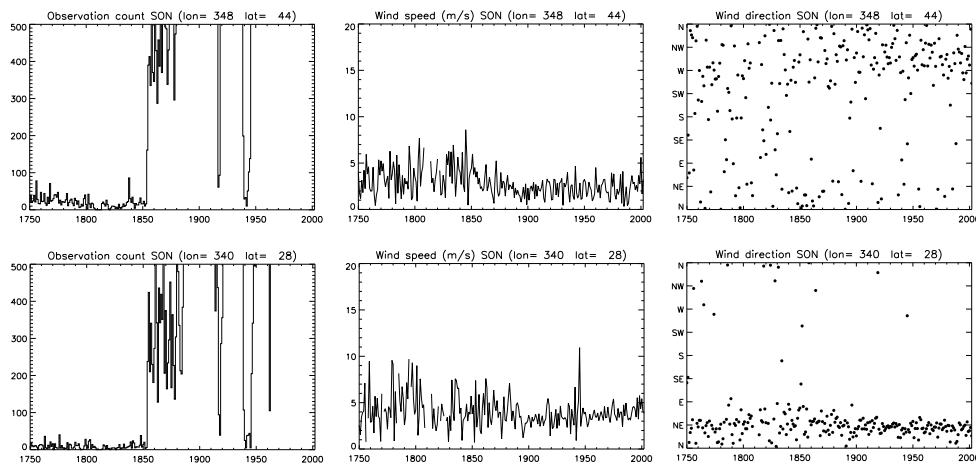 Observation count SON (lon= 348 lat= 44)
500
400
300
200
100
0
1750 1800 1850 1900 1950 2000
Wind speed (m/s) SON (lon= 348 lat= 44)
20
15
10
5
0
1750 1800 1850 1900 1950 2000
Wind direction SON (lon= 348 lat= 44)
N
NW
W
SW
S
SE
E
NE
N
1750 1800 1850 1900 1950 2000
Observation count SON (lon= 340 lat= 28)
500
400
300
200
100
0
1750 1800 1850 1900 1950 2000
Wind speed (m/s) SON (lon= 340 lat= 28)
20
15
10
5
0
1750 1800 1850 1900 1950 2000
Wind direction SON (lon= 340 lat= 28)
N
NW
W
SW
S
SE
E
NE
N
1750 1800 1850 1900 1950 2000